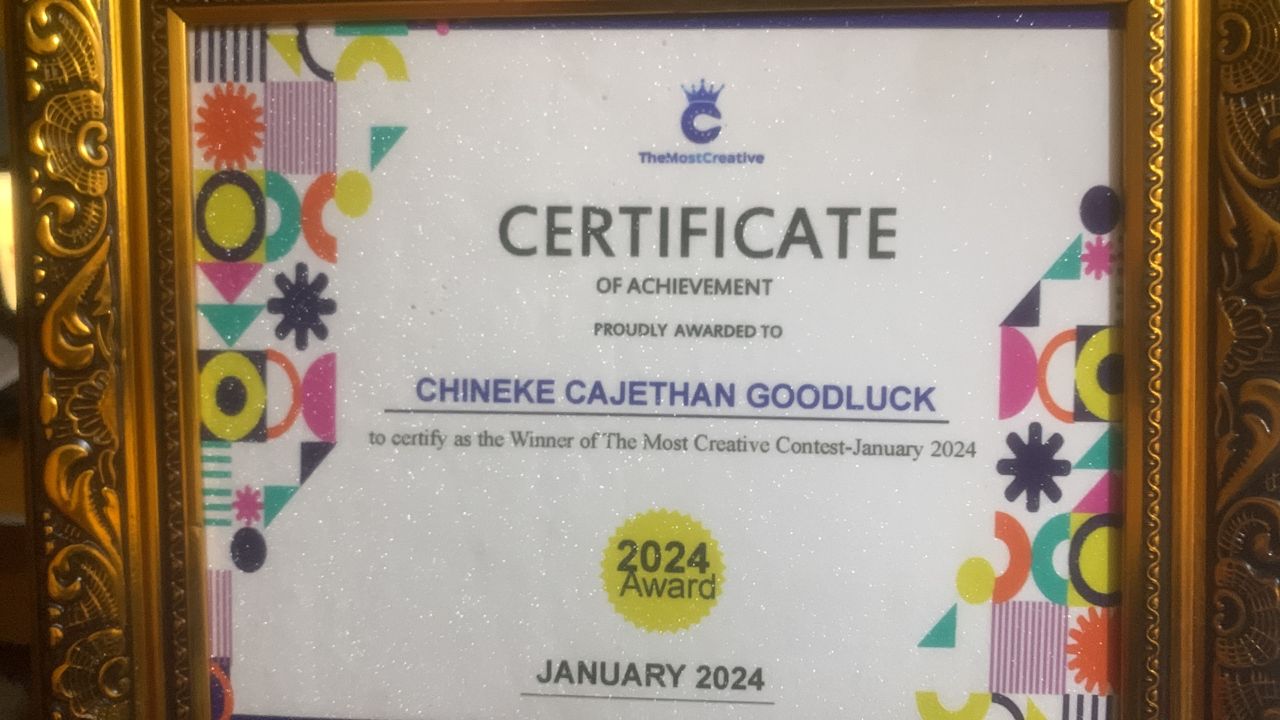 C
TheMostCreative
CERTIFICATE
OF ACHIEVEMENT
PROUDLY AWARDED TO
CHINEKE CAJETHAN GOODLUCK
to certify as the Winner of The Most Creative Contest-January 2024
2024
Award
JANUARY 2024